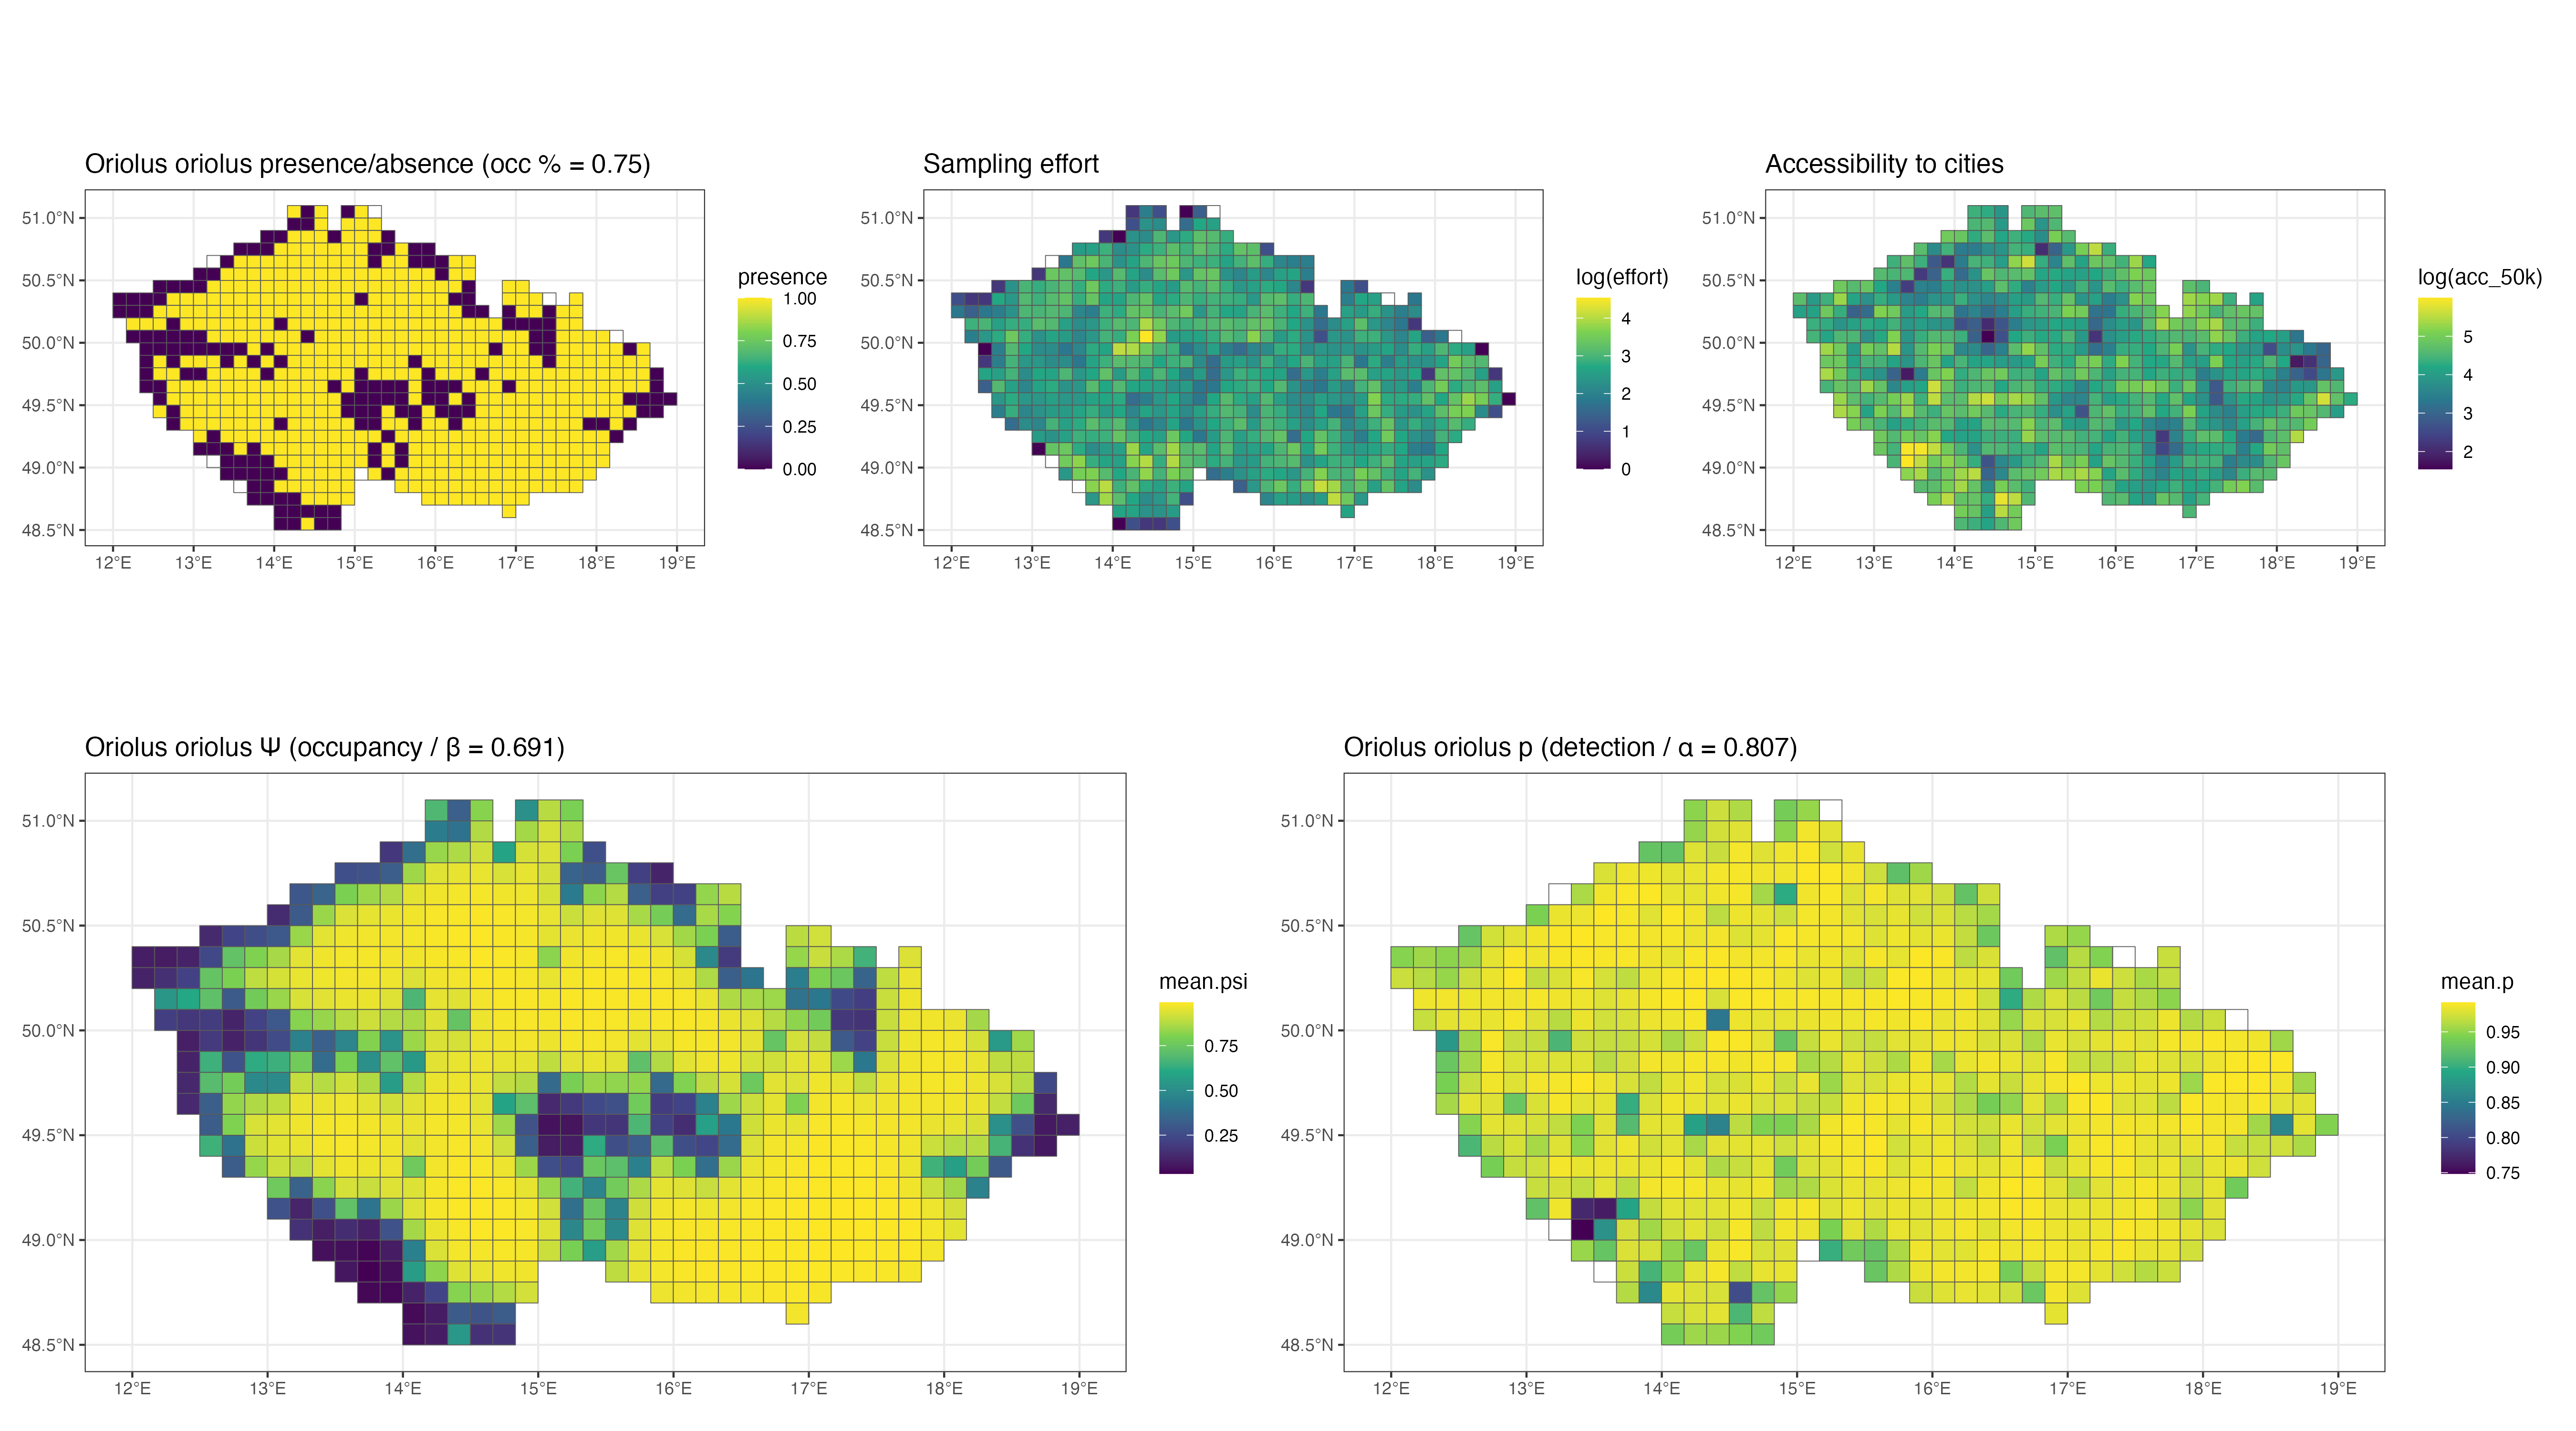 Oriolus oriolus presence/absence (occ % = 0.75)
51.0°N
50.5°N
50.0°N
49.5°N
49.0°N
48.5°N
12°E 13°E 14°E 15°E 16°E 17°E 18°E 19°E
presence
1.00
0.75
0.50
0.25
0.00
Sampling effort
51.0°N
50.5°N
50.0°N
49.5°N
49.0°N
48.5°N
12°E 13°E 14°E 15°E 16°E 17°E 18°E 19°E
log(effort)
4
3
2
1
0
Accessibility to cities
51.0°N
50.5°N
50.0°N
49.5°N
49.0°N
48.5°N
12°E 13°E 14°E 15°E 16°E 17°E 18°E 19°E
log(acc_50k)
5
4
3
2
Oriolus oriolus Ψ (occupancy / β = 0.691)
51.0°N
50.5°N
50.0°N
49.5°N
49.0°N
48.5°N
12°E 13°E 14°E 15°E 16°E 17°E 18°E 19°E
mean.psi
0.75
0.50
0.25
Oriolus oriolus p (detection / α = 0.807)
51.0°N
50.5°N
50.0°N
49.5°N
49.0°N
48.5°N
12°E 13°E 14°E 15°E 16°E 17°E 18°E 19°E
mean.p
0.95
0.90
0.85
0.80
0.75